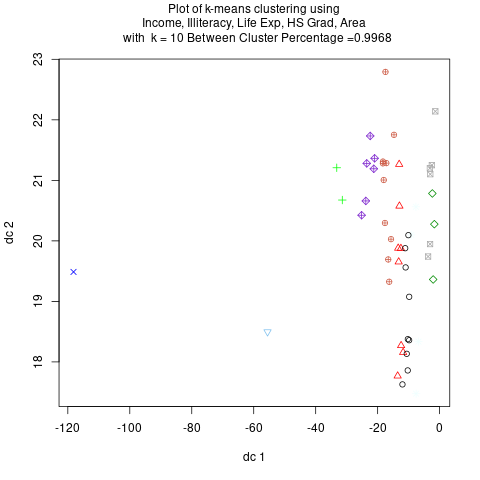 Plot of k-means clustering using
Income, Illiteracy, Life Exp, HS Grad, Area
with k = 10 Between Cluster Percentage =0.9968
23
22
21
20
19
18
dc 2
-120 -100 -80 -60 -40 -20 0
dc 1